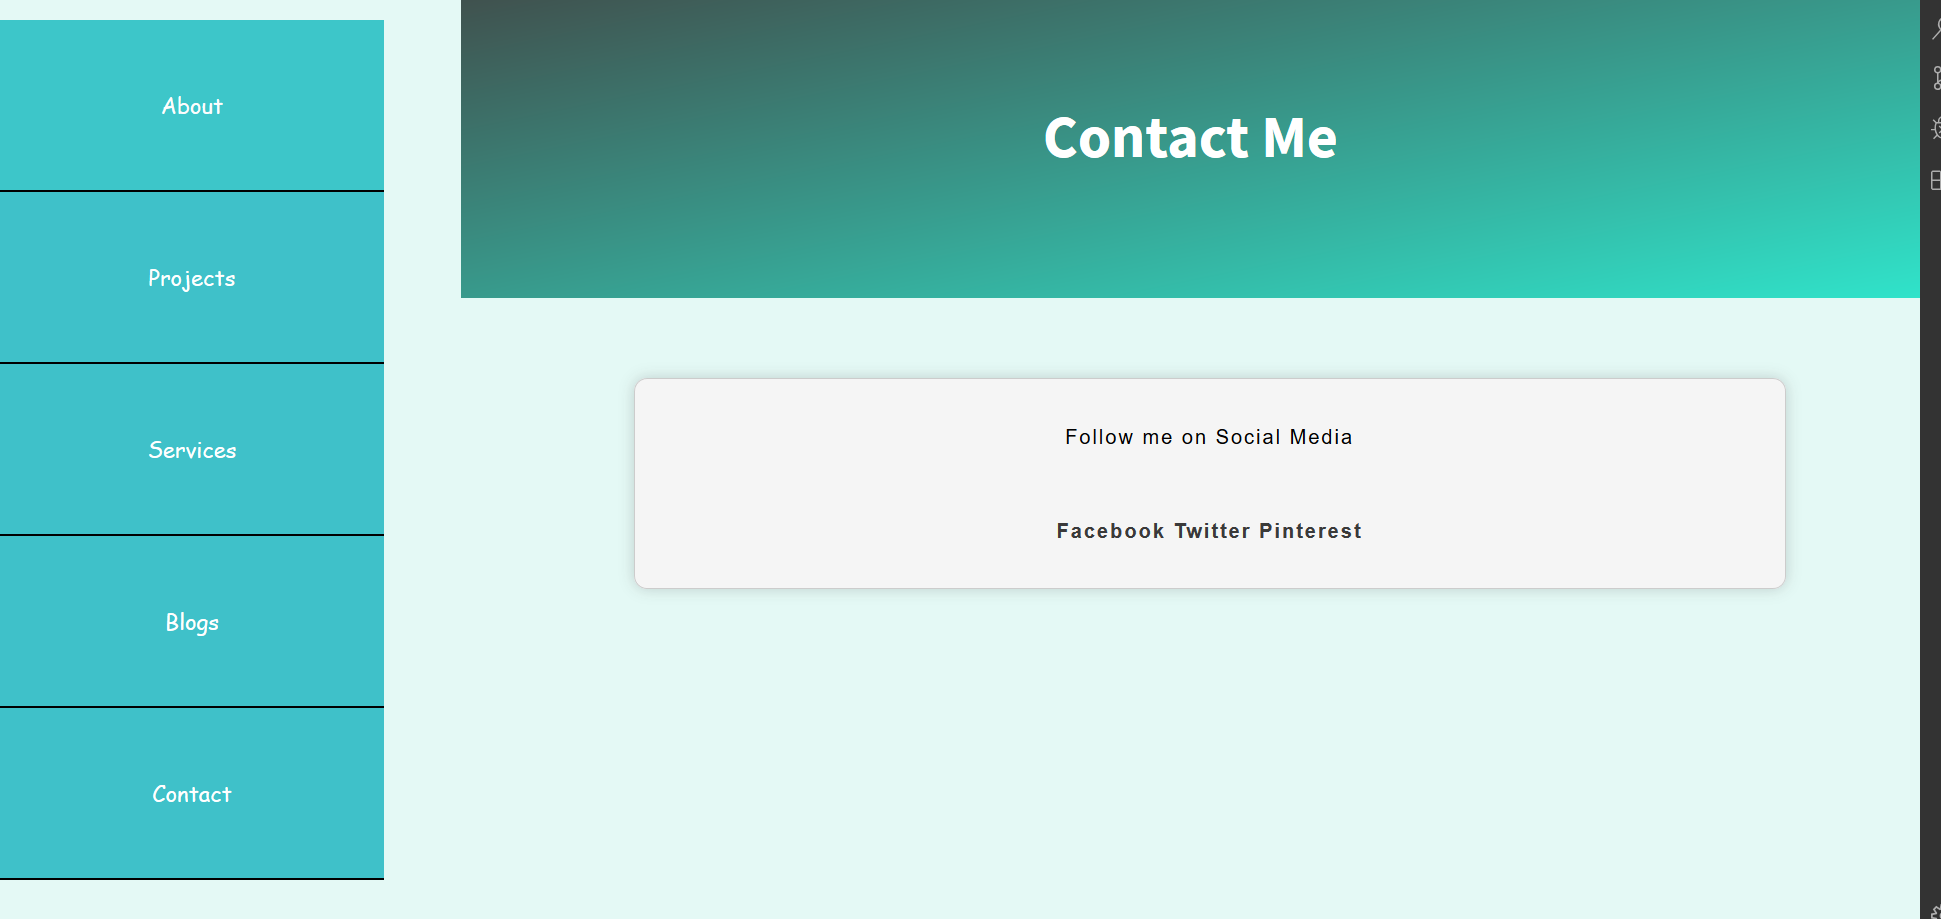 About
Projects
Services
Blogs
Contact
Contact Me
Follow me on Social Media
Facebook Twitter Pinterest